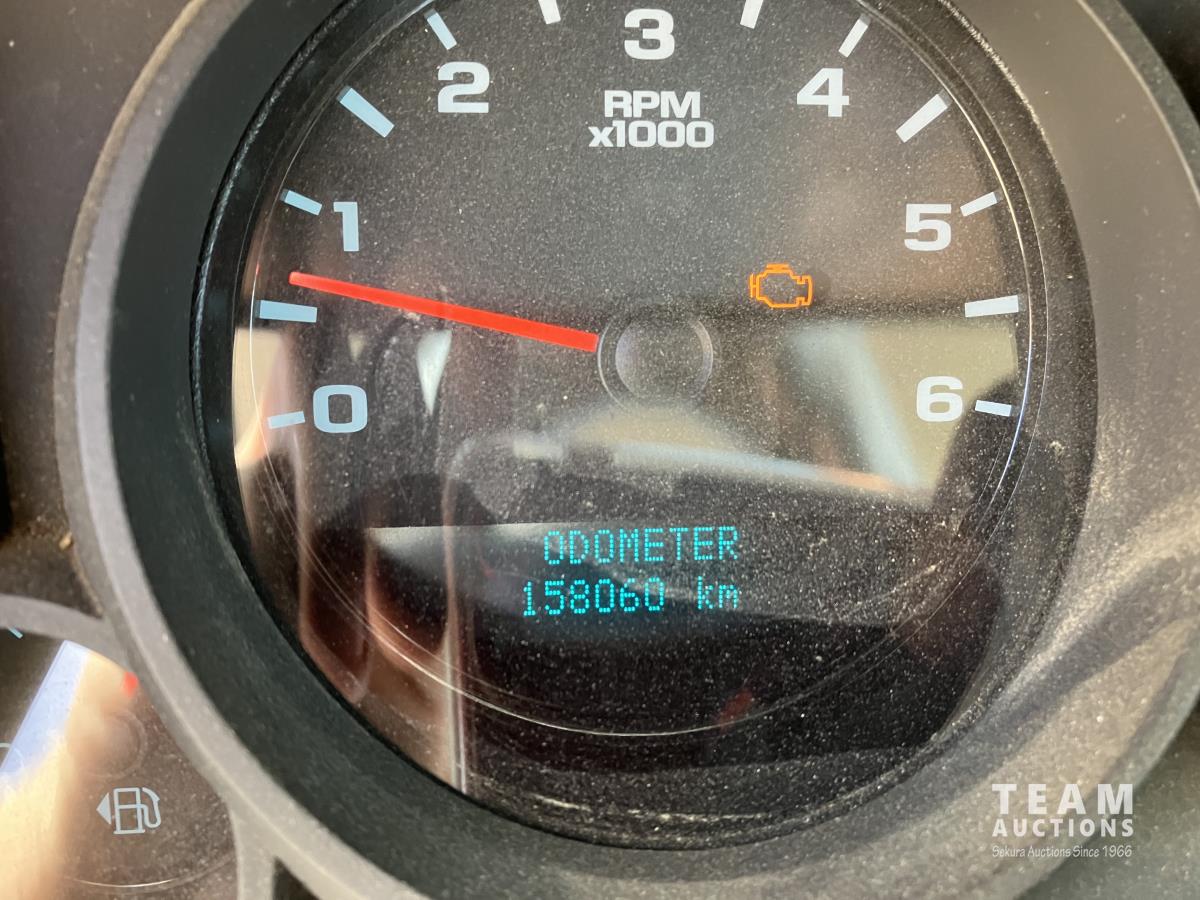 3
2
4
RPM
x1000
1
5
0
6
ODOMETER
158060 km
TEAM
AUCTIONS
Sekura Auctions Since 1966